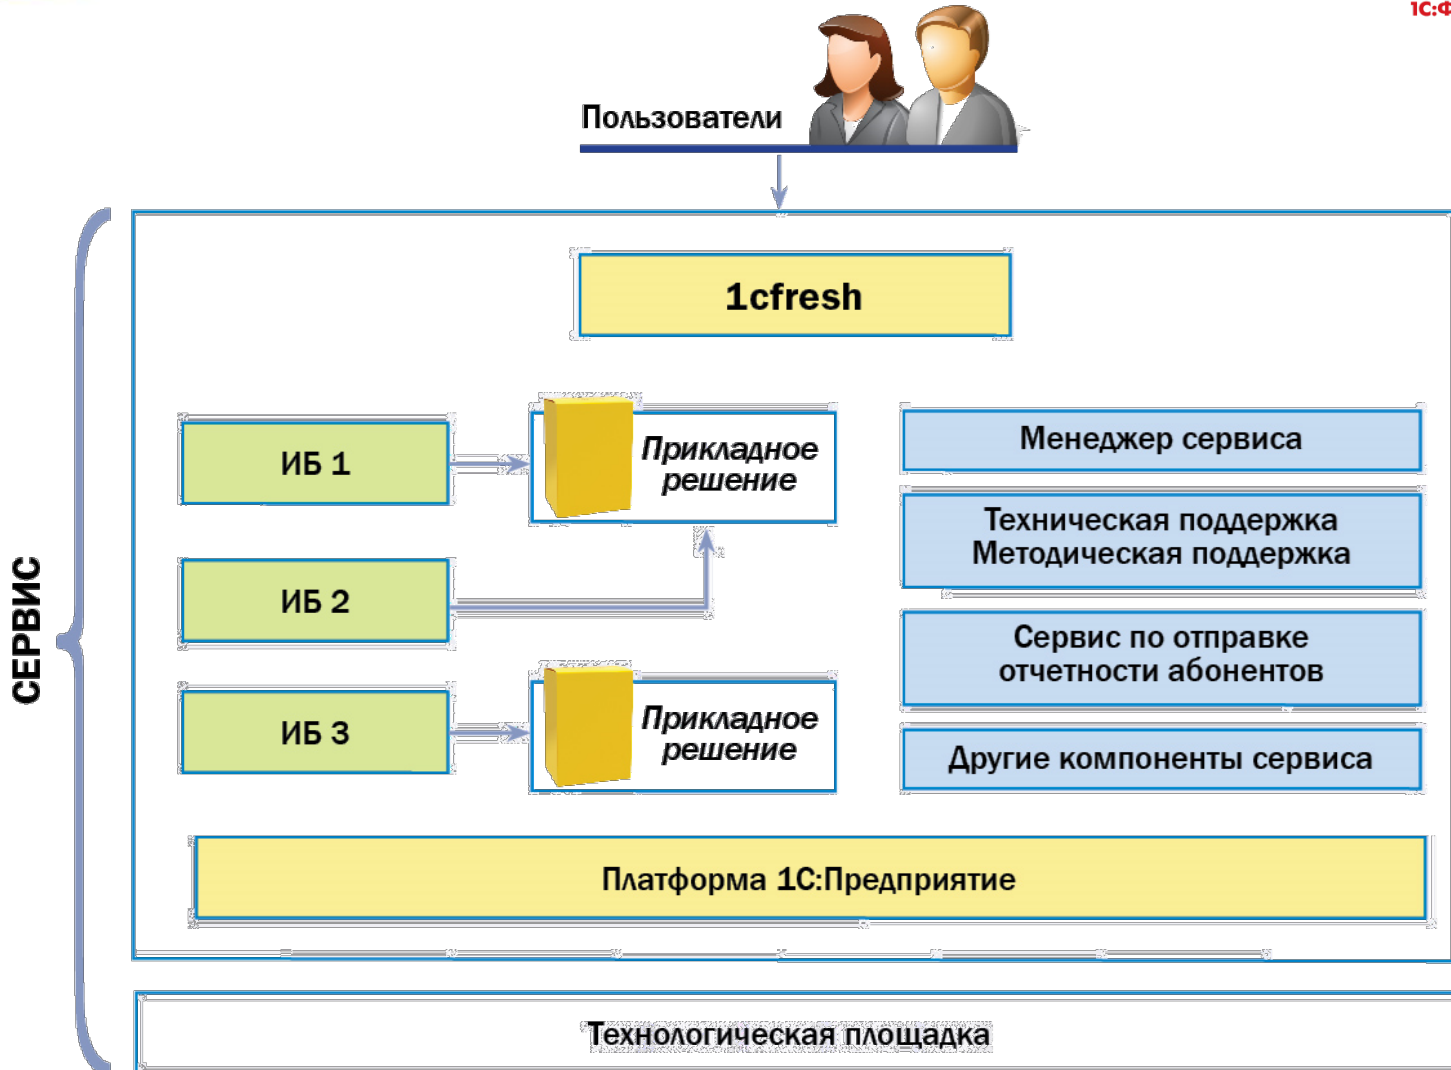 1С:Ф
Пользователи
СЕРВИС
1cfresh
ИБ 1
Прикладное
решение
ИБ 2
ИБ 3
Прикладное
решение
Менеджер сервиса
Техническая поддержка
Методическая поддержка
Сервис по отправке
отчетности абонентов
Другие компоненты сервиса
Платформа 1С:Предприятие
Технологическая площадка